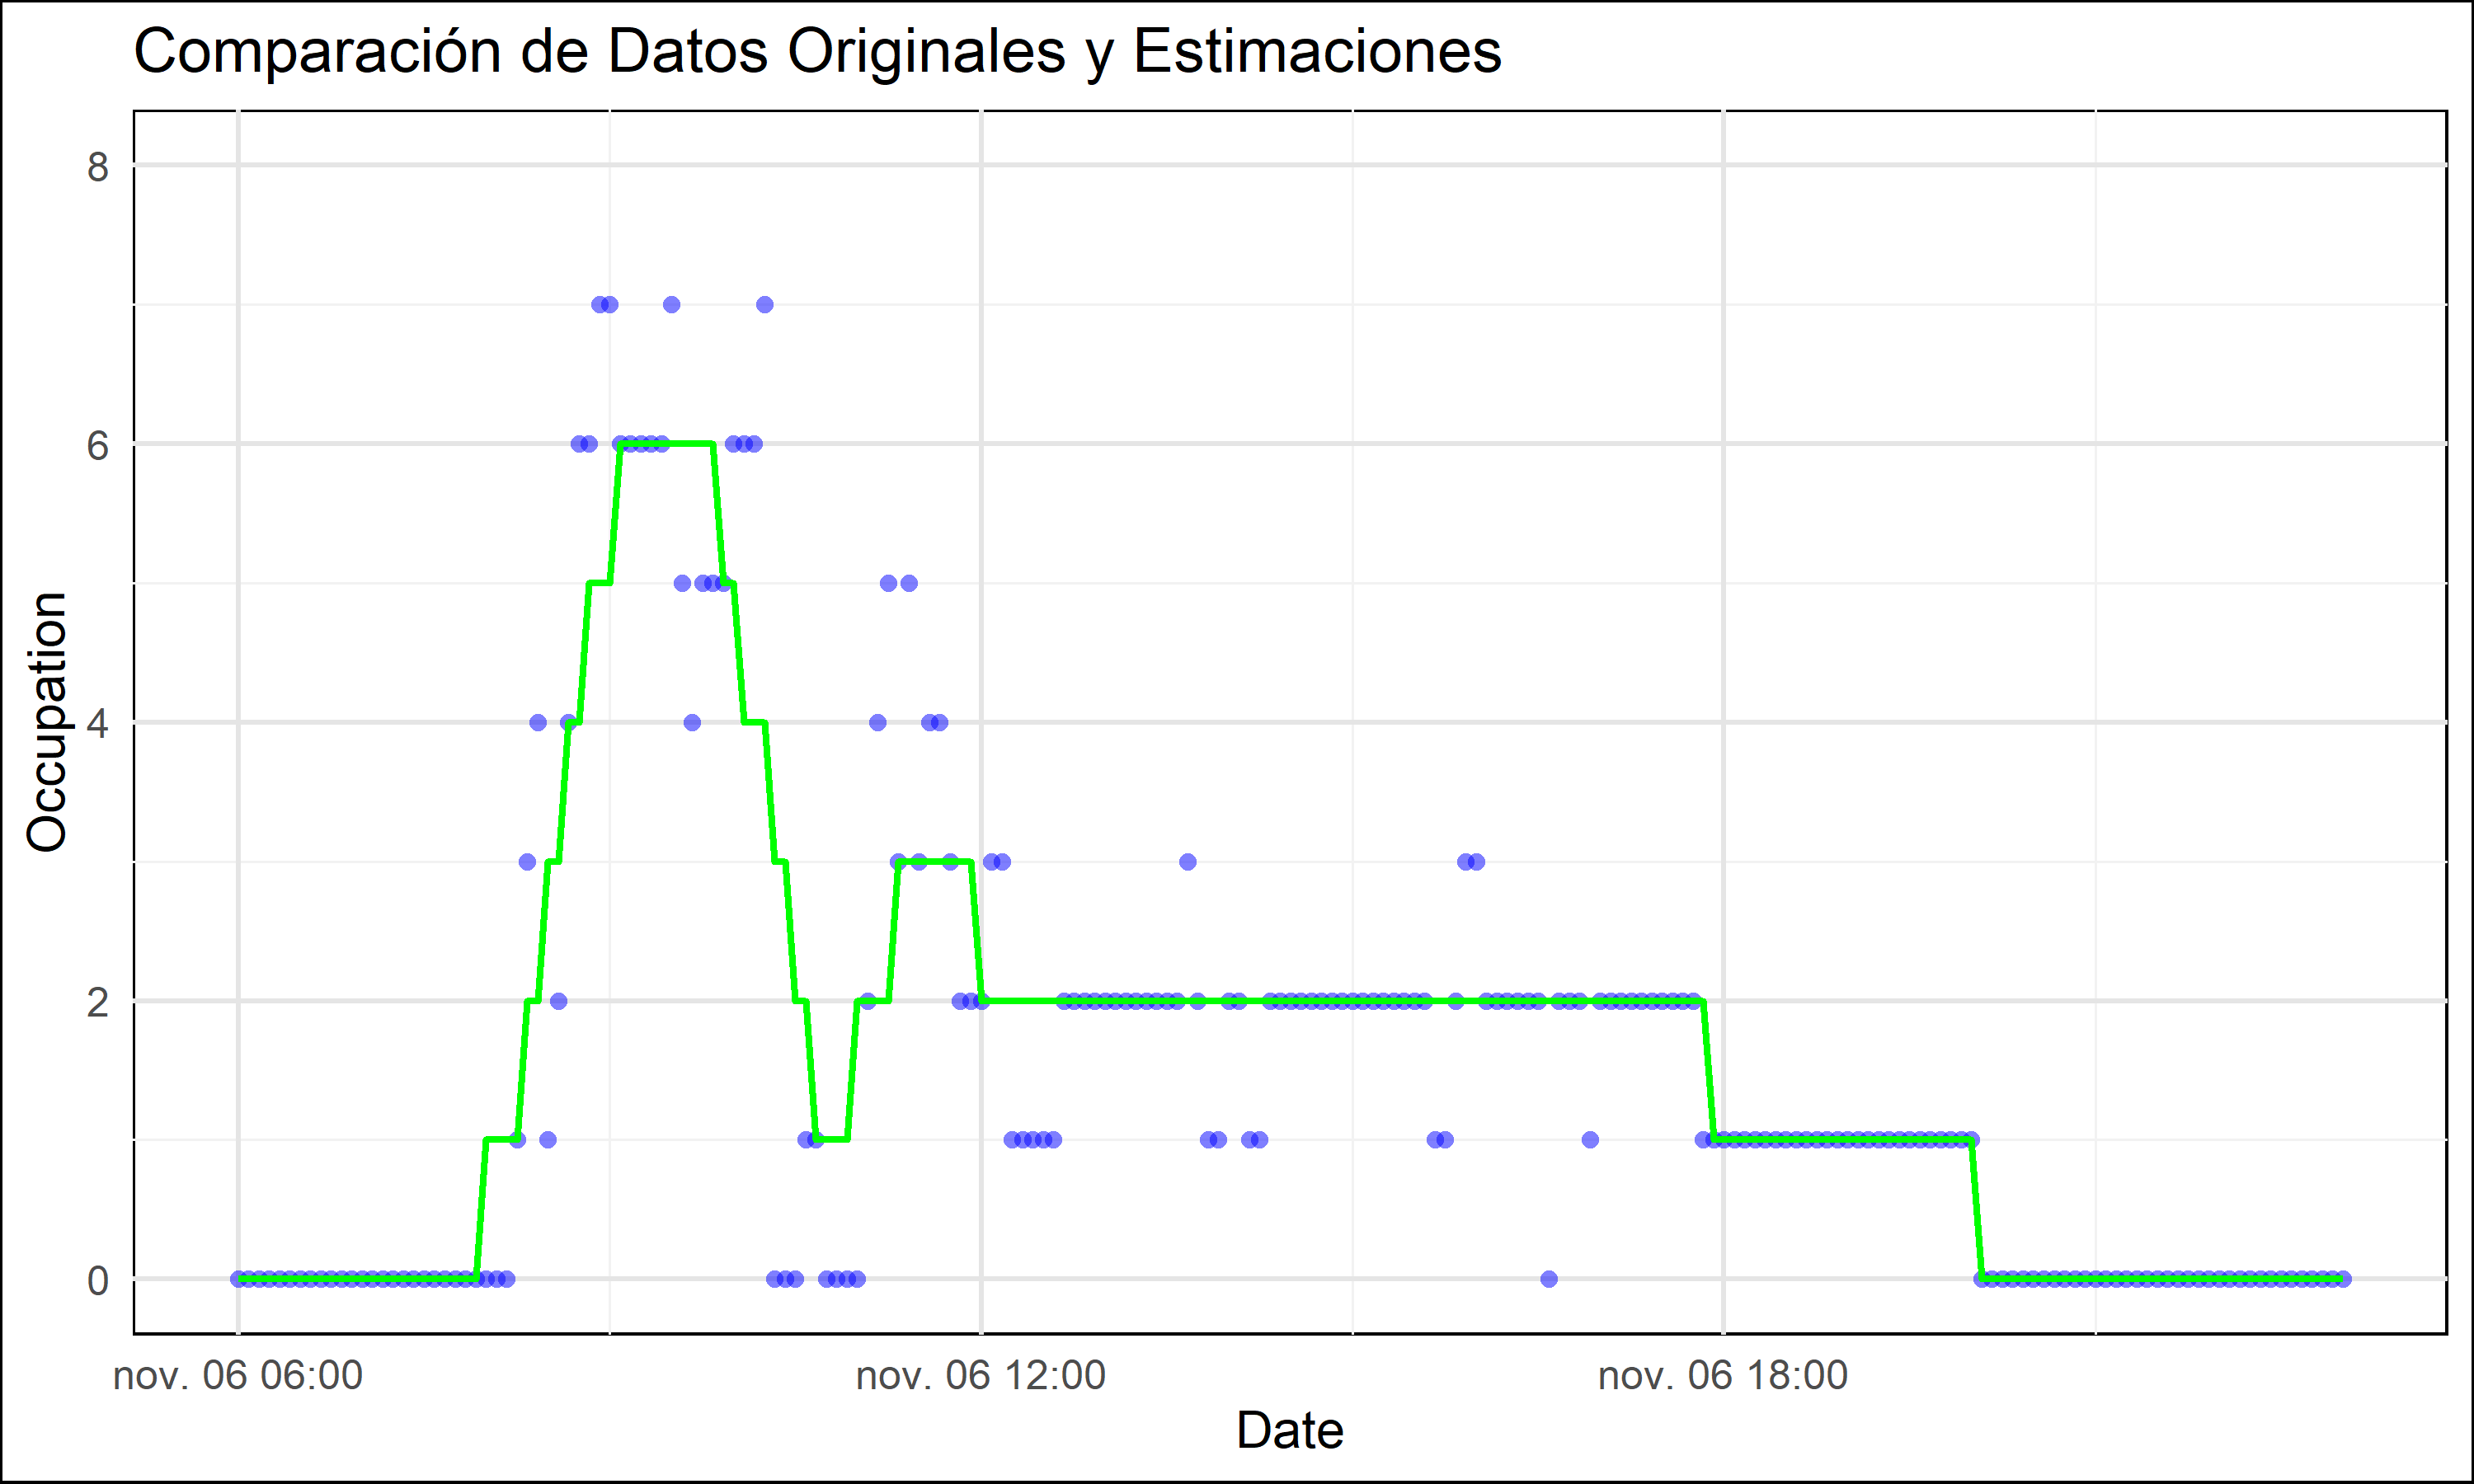 Comparación de Datos Originales y Estimaciones
8
6
4
2
0
Occupation
nov. 06 06:00
nov. 06 12:00
nov. 06 18:00
Date